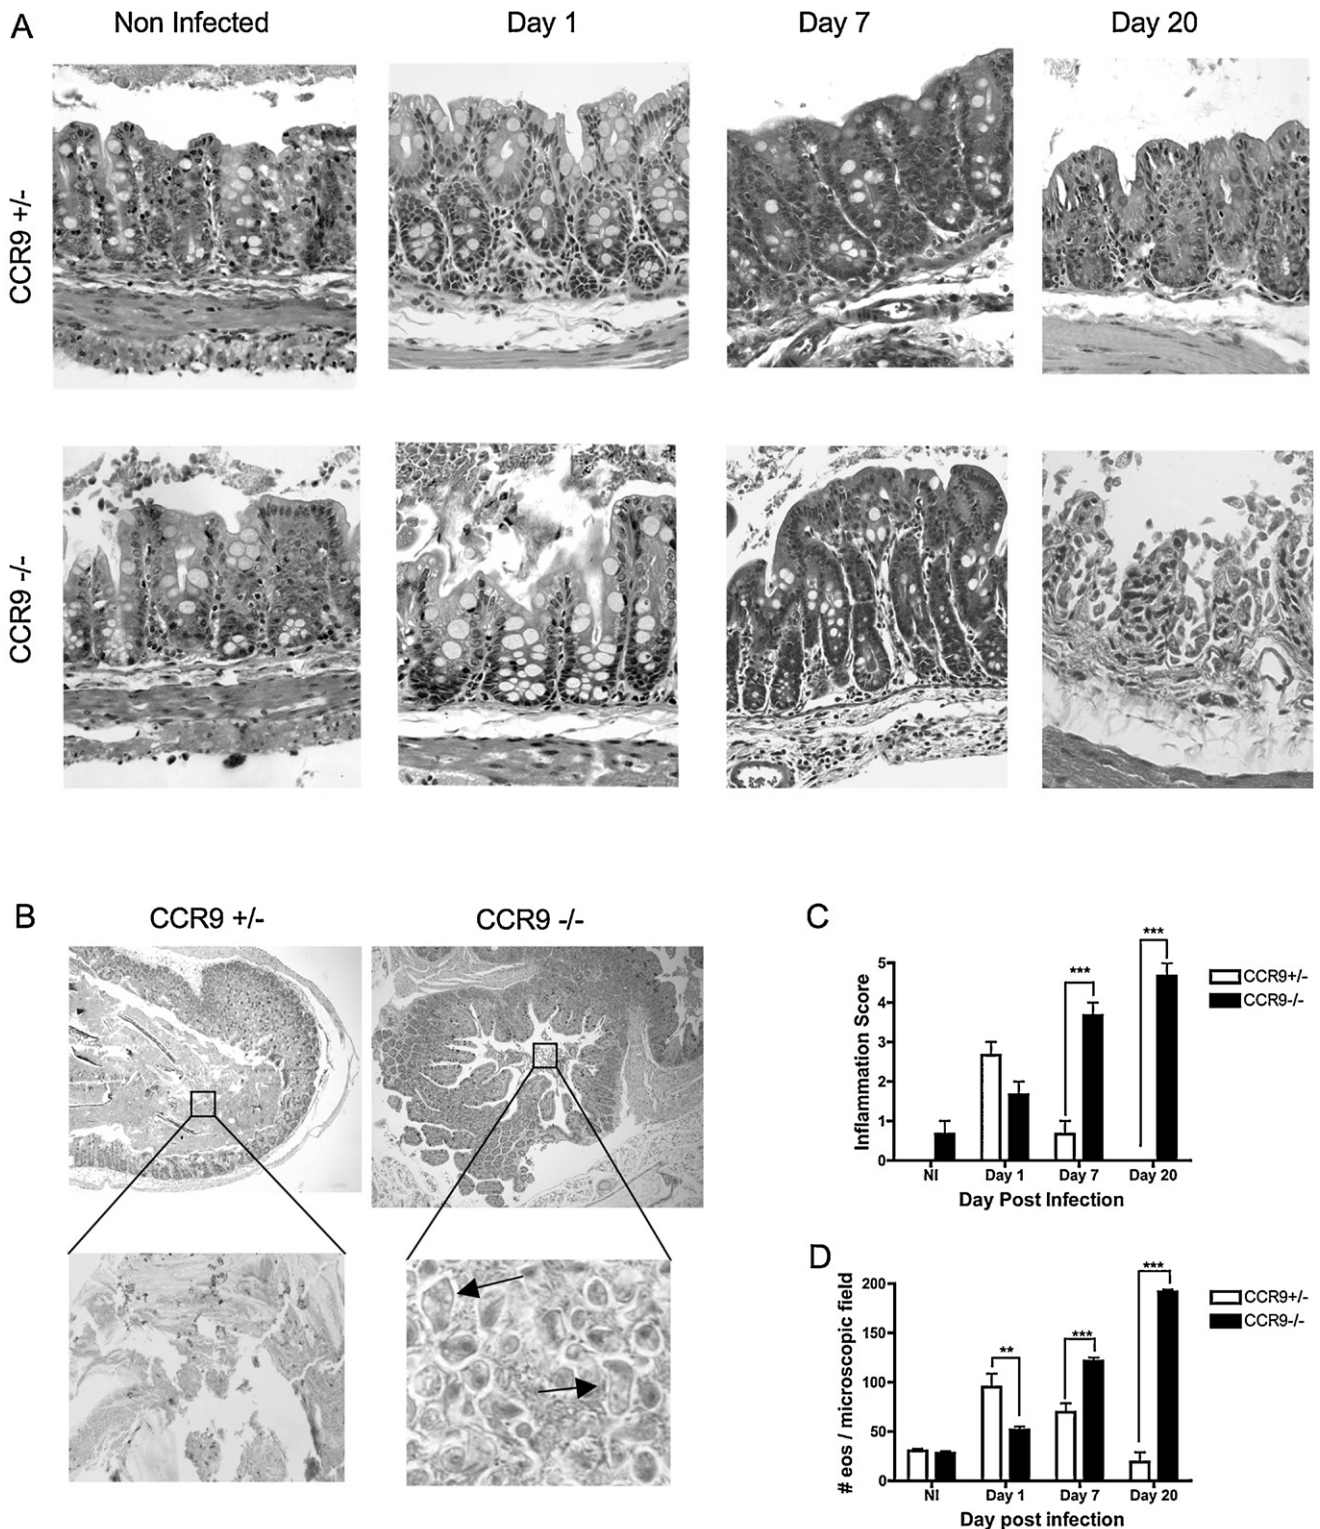 A
Non Infected
Day 1
Day 7
Day 20
CCR9 +/-
CCR9 -/-
B
CCR9 +/-
CCR9 -/-
C
Inflammation Score
5
4
3
2
1
0
***
***
NI
Day 1
Day 7
Day 20
Day Post Infection
CCR9+/-
CCR9-/-
D
# eos / microscopic field
200
150
100
50
0
**
***
***
NI
Day 1
Day 7
Day 20
Day post infection
CCR9+/-
CCR9-/-